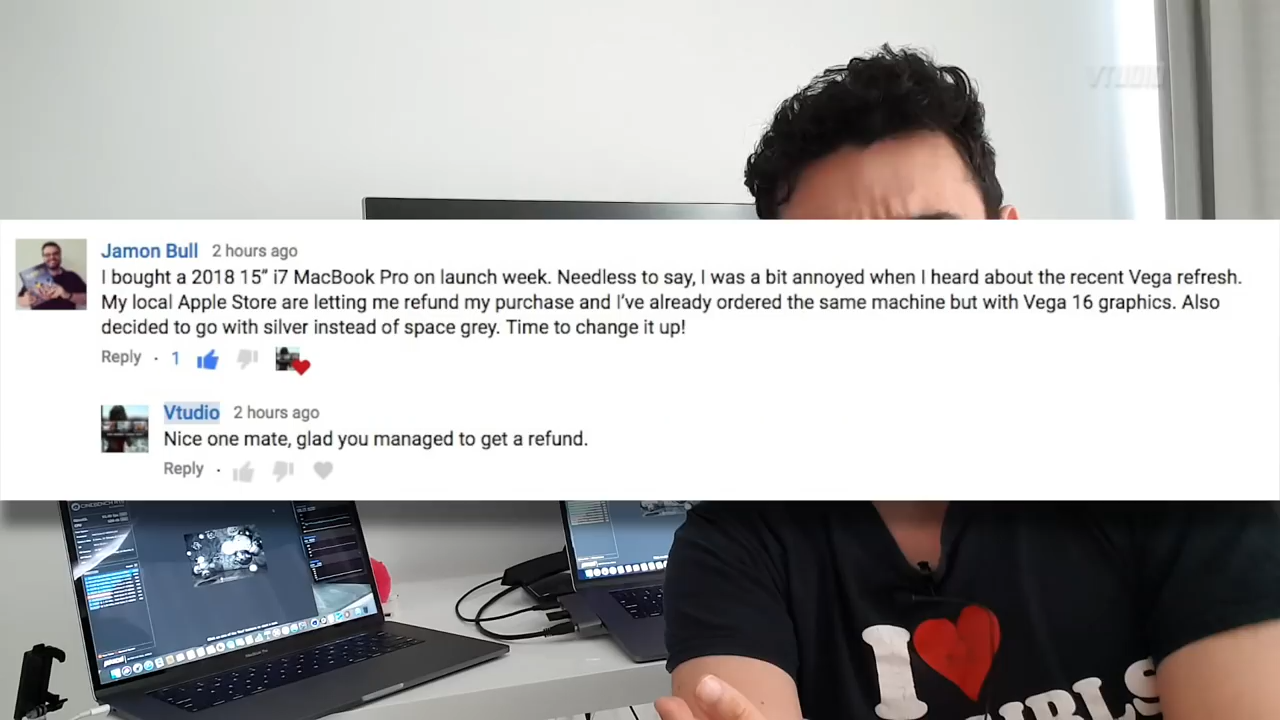 VTUDIO
Jamon Bull 2 hours ago
I bought a 2018 15” i7 MacBook Pro on launch week. Needless to say, I was a bit annoyed when I heard about the recent Vega refresh.
My local Apple Store are letting me refund my purchase and I’ve already ordered the same machine but with Vega 16 graphics. Also
decided to go with silver instead of space grey. Time to change it up!
Reply · 1
Vtudio 2 hours ago
Nice one mate, glad you managed to get a refund.
Reply ·
MacBook Pro
I